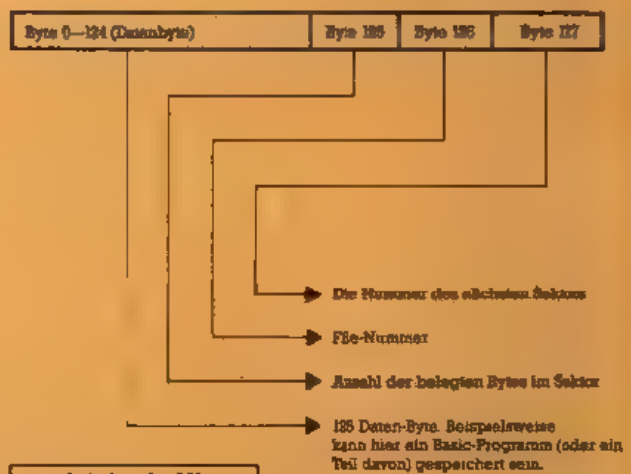 Byte 0—124 (Datenbyte)
Byte 125
Byte 126
Byte 127
Die Nummer des nächsten Sektors
File-Nummer
Anzahl der belegten Bytes im Sektor
125 Daten-Byte. Beispielsweise
kann hier ein Basic-Programm (oder ein
Teil davon) gespeichert sein.